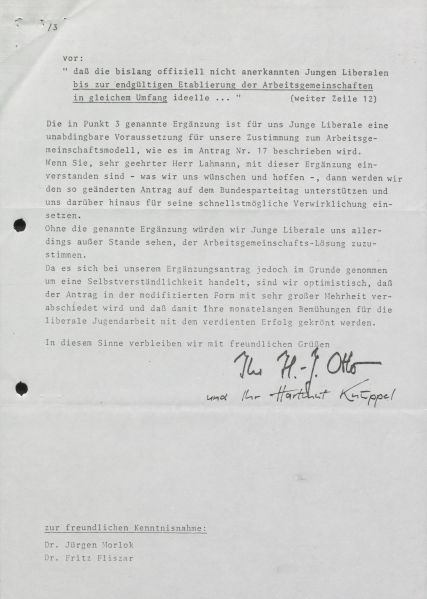 /3
vor:
" daß die bislang offiziell nicht anerkannten Jungen Liberalen
bis zur endgültigen Etablierung der Arbeitsgemeinschaften
in gleichem Umfang ideelle ... " (weiter Zeile 12)
Die in Punkt 3 genannte Ergänzung ist für uns Junge Liberale eine
unabdingbare Voraussetzung für unsere Zustimmung zum Arbeitsge-
meinschaftsmodell, wie es im Antrag Nr. 17 beschrieben wird.
Wenn Sie, sehr geehrter Herr Lahmann, mit dieser Ergänzung ein-
verstanden sind - was wir uns wünschen und hoffen -, dann werden wir
den so geänderten Antrag auf dem Bundesparteitag unterstützen und
uns darüber hinaus für seine schnellstmögliche Verwirklichung ein-
setzen.
Ohne die genannte Ergänzung würden wir Junge Liberale uns aller-
dings außer Stande sehen, der Arbeitsgemeinschafts-Lösung zuzu-
stimmen.
Da es sich bei unserem Ergänzungsantrag jedoch im Grunde genommen
um eine Selbstverständlichkeit handelt, sind wir optimistisch, daß
der Antrag in der modifizierten Form mit sehr großer Mehrheit ver-
abschiedet wird und daß damit Ihre monatelangen Bemühungen für die
liberale Jugendarbeit mit dem verdienten Erfolg gekrönt werden.
In diesem Sinne verbleiben wir mit freundlichen Grüßen
Ihr H.-J. Otto
und Ihr Hartmut Knüppel
zur freundlichen Kenntnisnahme:
Dr. Jürgen Morlok
Dr. Fritz Fliszar